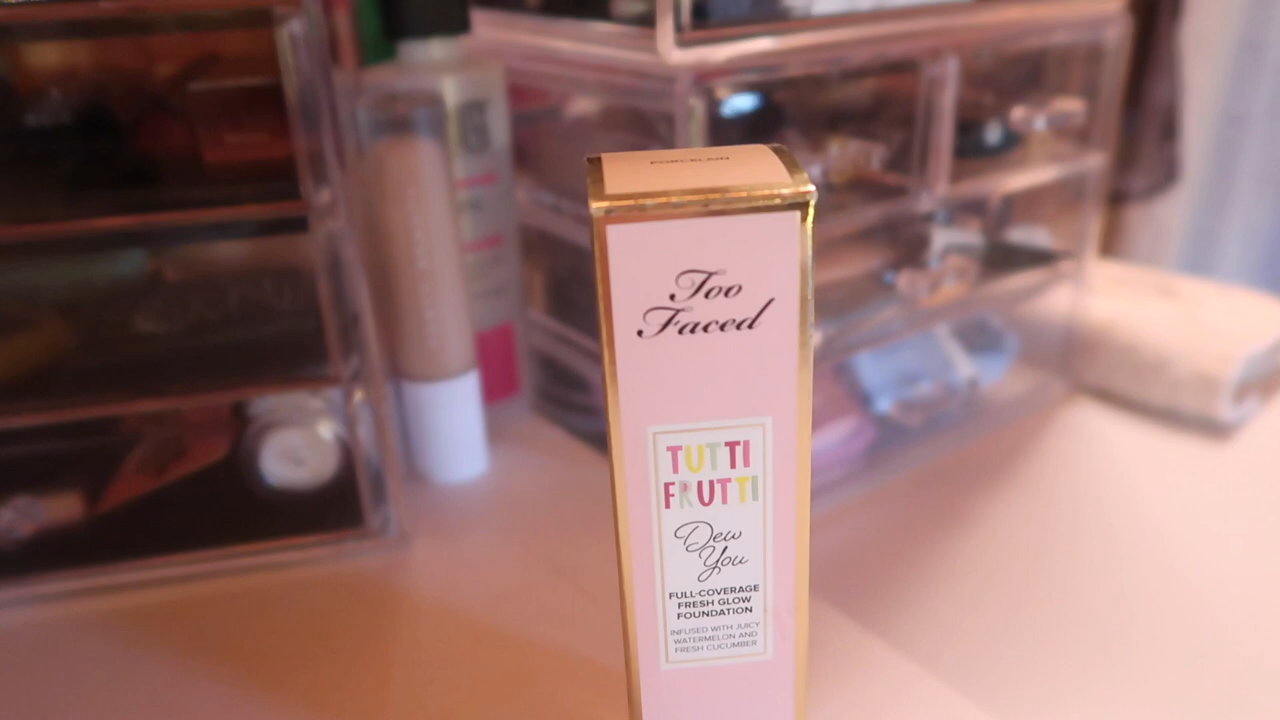 PORCELAIN
Too
Faced
TUTTI
FRUTTI
Dew
You
FULL-COVERAGE
FRESH GLOW
FOUNDATION
INFUSED WITH JUICY
WATERMELON AND
FRESH CUCUMBER